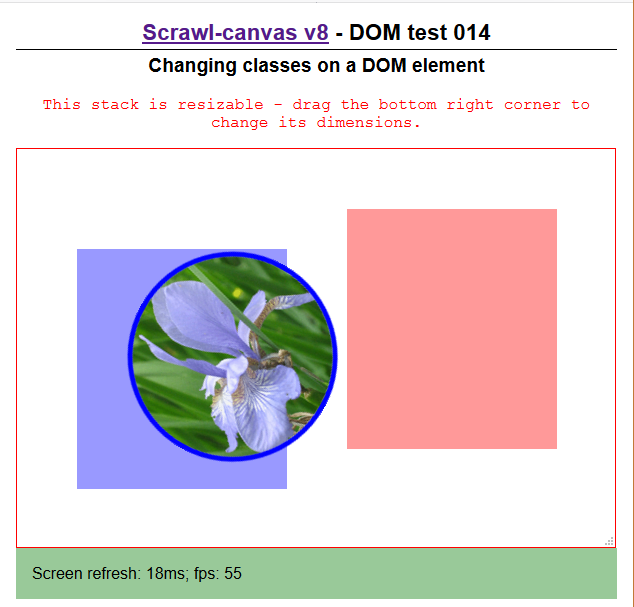 Scrawl-canvas v8 - DOM test 014
Changing classes on a DOM element
This stack is resizable - drag the bottom right corner to
change its dimensions.
Screen refresh: 18ms; fps: 55